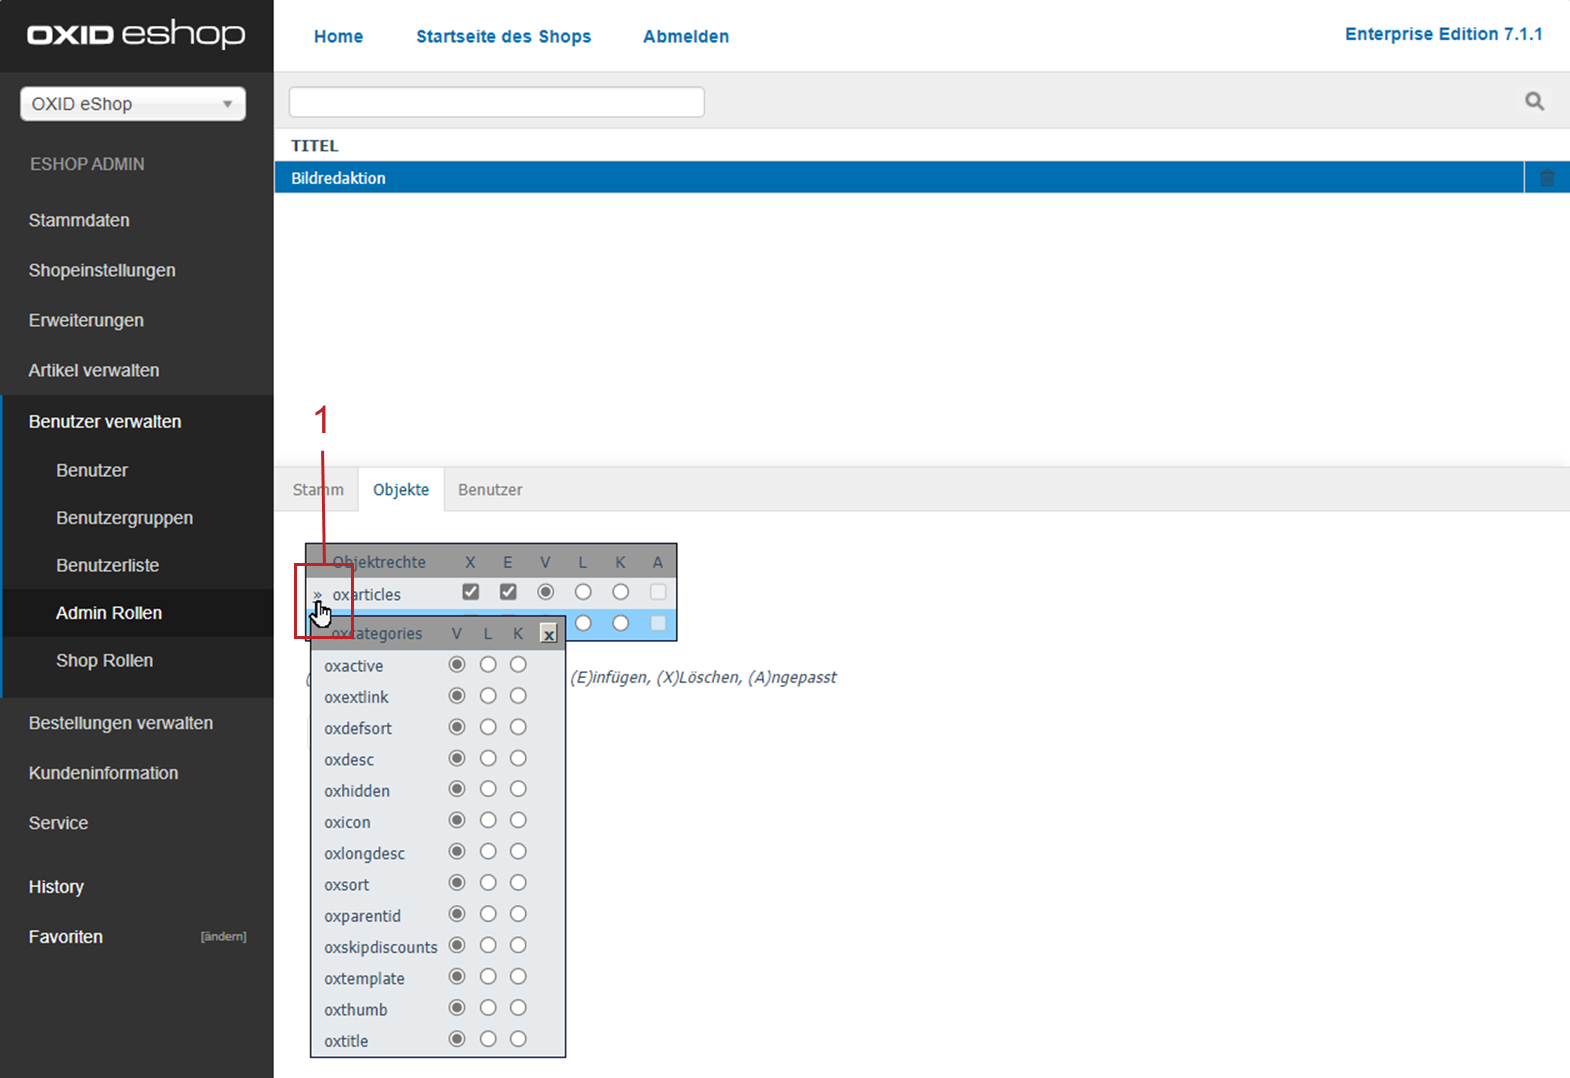 OXID eshop
Home Startseite des Shops Abmelden
Enterprise Edition 7.1.1
OXID eShop
ESHOP ADMIN
Stammdaten
Shopeinstellungen
Erweiterungen
Artikel verwalten
Benutzer verwalten
Benutzer
Benutzergruppen
Benutzerliste
Admin Rollen
Shop Rollen
Bestellungen verwalten
Kundeninformation
Service
History
Favoriten [ändern]
TITEL
Bildredaktion
1
Stamm Objekte Benutzer
Objektrechte X E V L K A
» oxarticles
oxcategories V L K x
(E)infügen, (X)Löschen, (A)ngepasst
oxactive
oxextlink
oxdefsort
oxdesc
oxhidden
oxicon
oxlongdesc
oxsort
oxparentid
oxskipdiscounts
oxtemplate
oxthumb
oxtitle